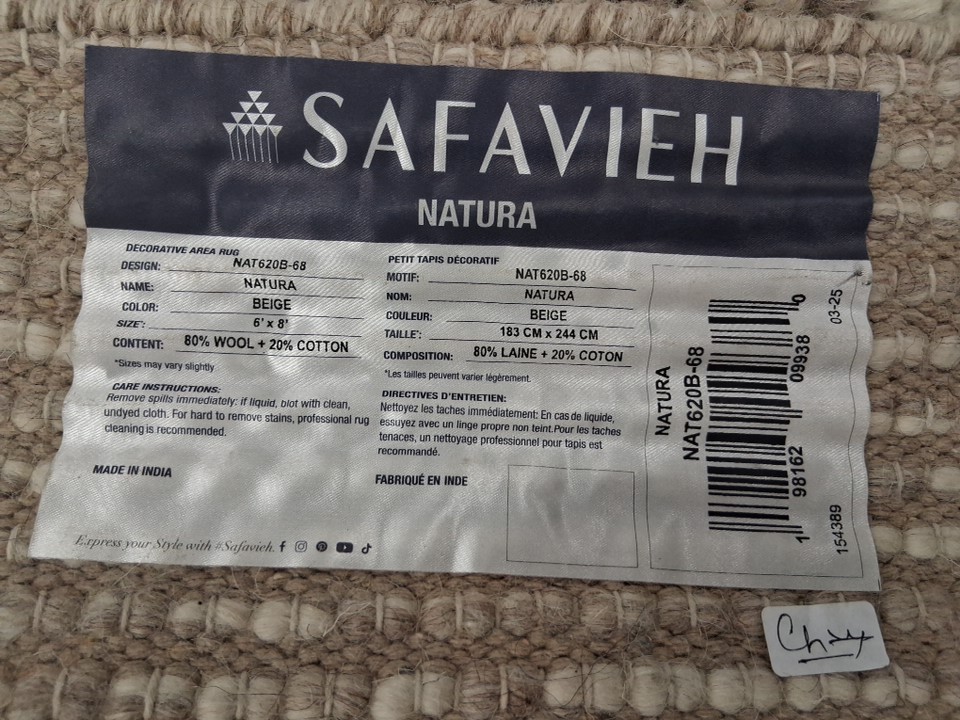 SAFAVIEH
NATURA
DECORATIVE AREA RUG
DESIGN: NAT620B-68
NAME: NATURA
COLOR: BEIGE
SIZE*: 6' x 8'
CONTENT: 80% WOOL + 20% COTTON
*Sizes may vary slightly
CARE INSTRUCTIONS:
Remove spills immediately: if liquid, blot with clean,
undyed cloth. For hard to remove stains, professional rug
cleaning is recommended.
MADE IN INDIA
Express your Style with #Safavieh.
PETIT TAPIS DÉCORATIF
MOTIF: NAT620B-68
NOM: NATURA
COULEUR: BEIGE
TAILLE*: 183 CM x 244 CM
COMPOSITION: 80% LAINE + 20% COTON
*Les tailles peuvent varier légèrement.
DIRECTIVES D'ENTRETIEN:
Nettoyez les taches immédiatement: En cas de liquide,
essuyez avec un linge propre non teint.Pour les taches
tenaces, un nettoyage professionnel pour tapis est
recommandé.
FABRIQUÉ EN INDE
NATURA
NAT620B-68
1 98162 09938 0
154389
03-25